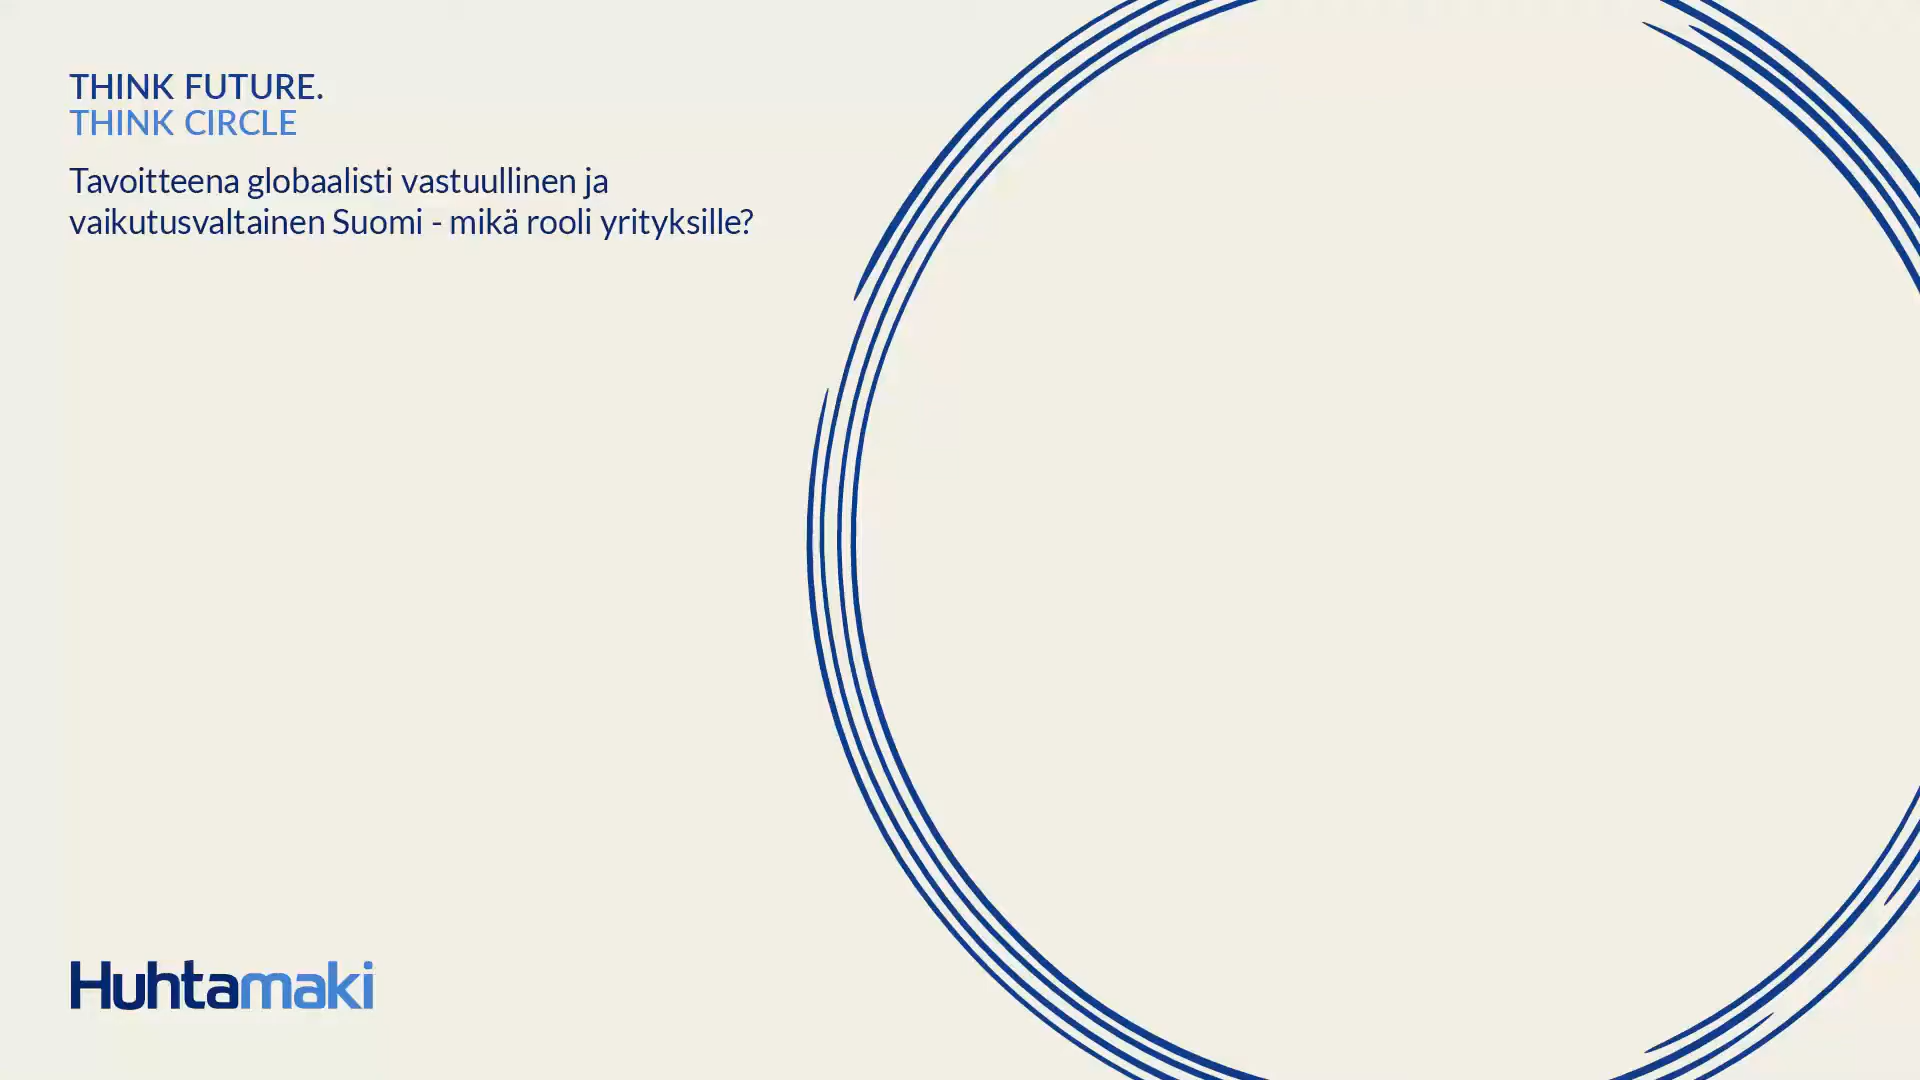 THINK FUTURE.
THINK CIRCLE
Tavoitteena globaalisti vastuullinen ja
vaikutusvaltainen Suomi - mikä rooli yrityksille?
Huhtamaki